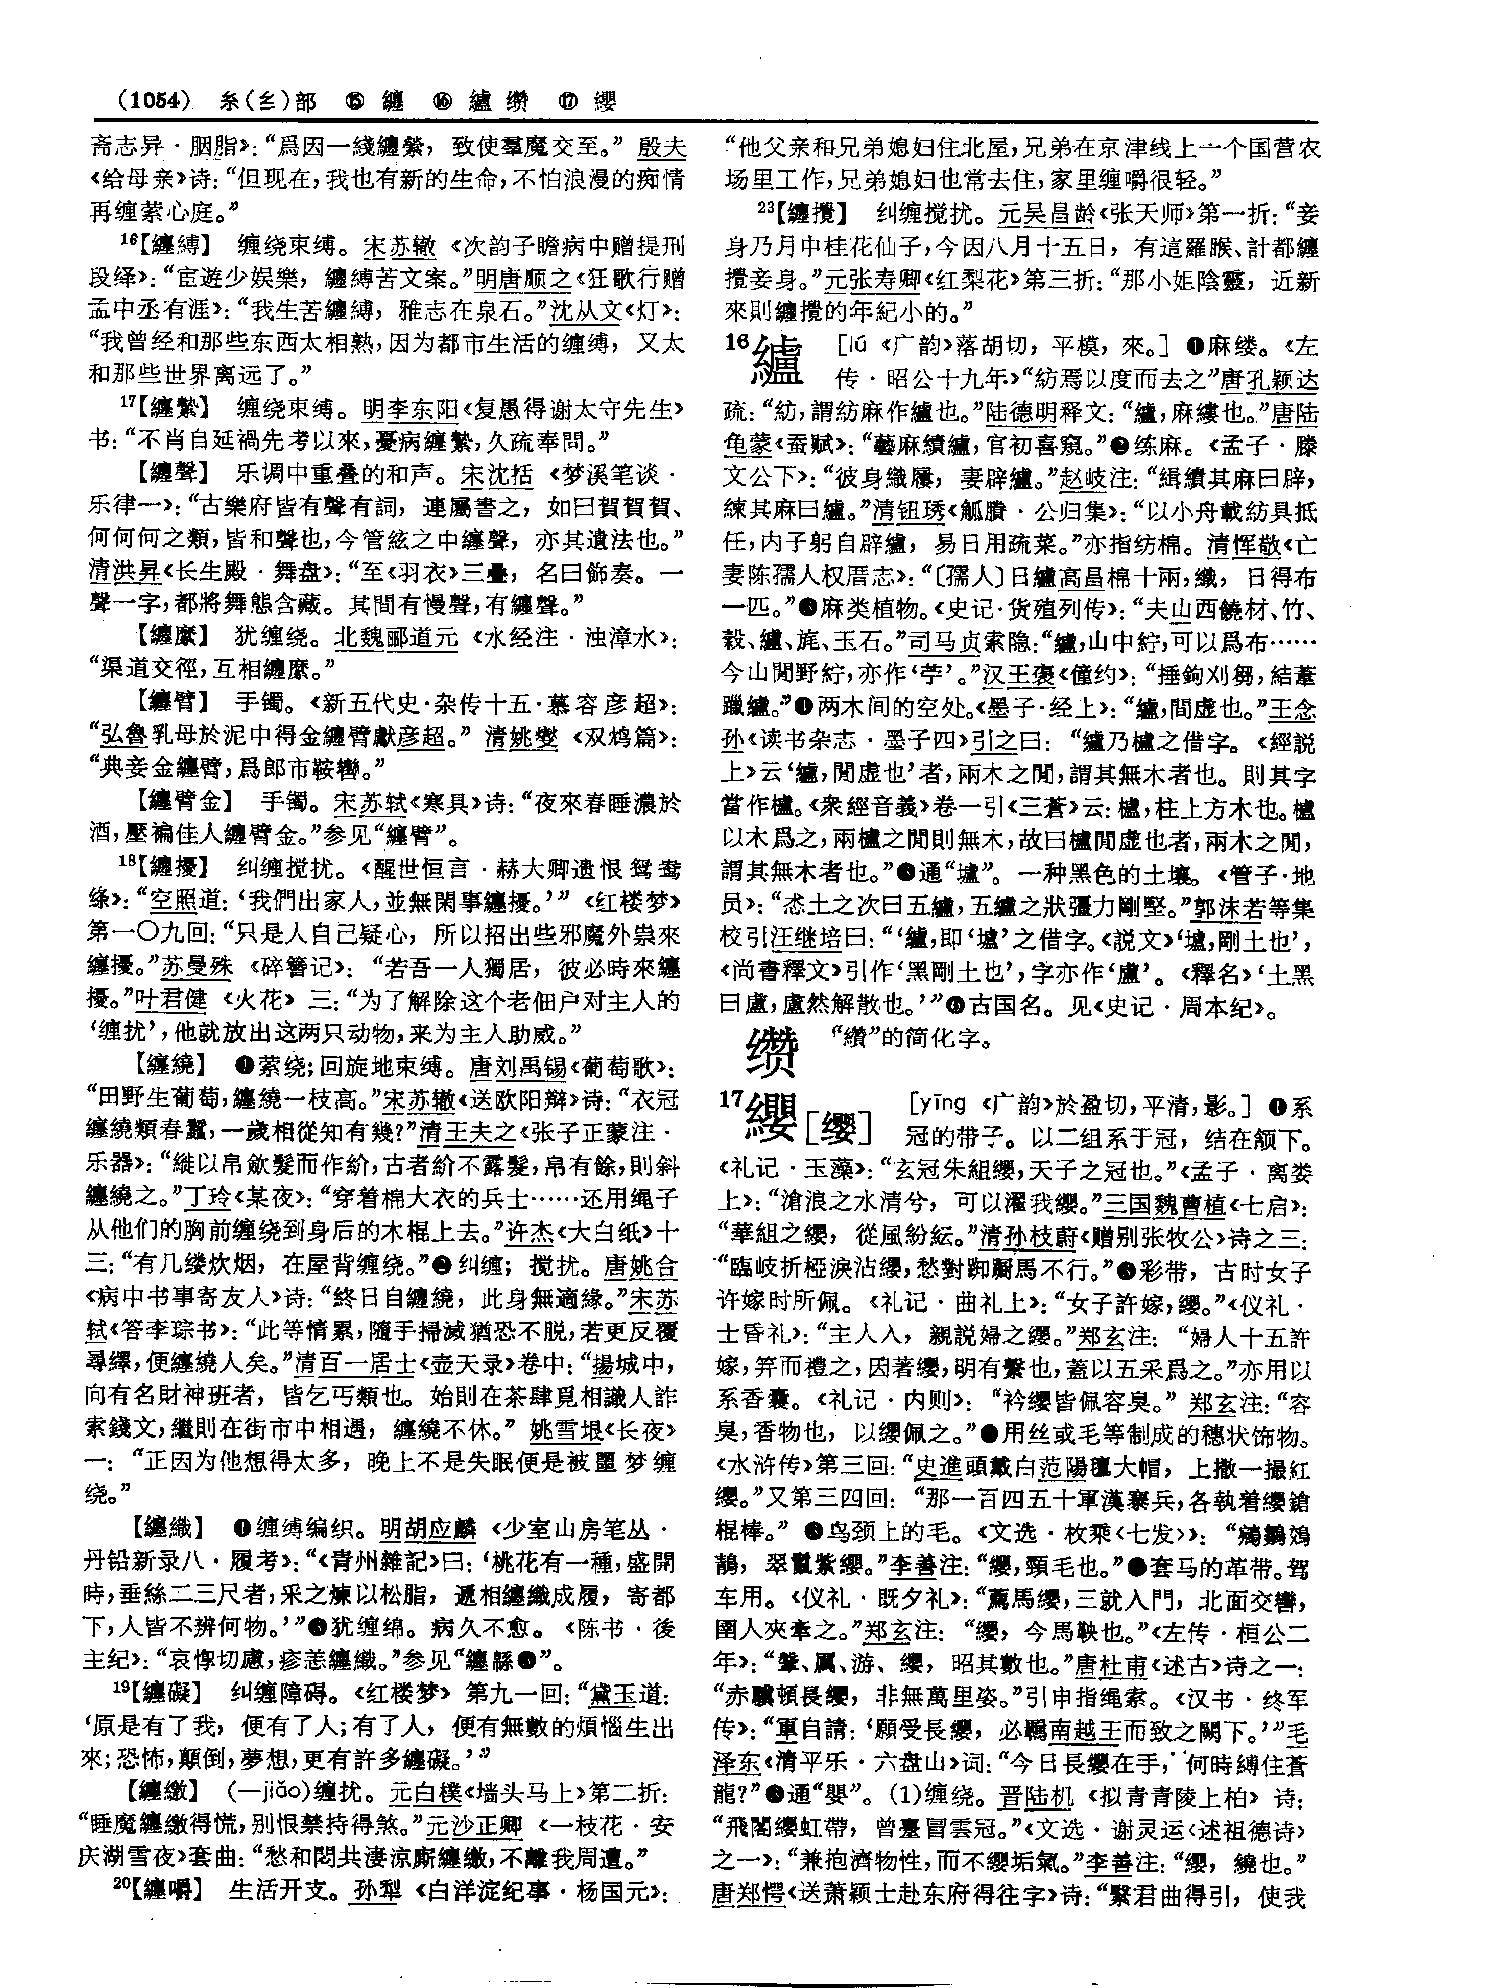 (1054) 糸(纟)部 ⑮ 纏 ⑯ 纑 缵 ⑰ 纓
斋志异·胭脂》：“爲因一綫纏縈，致使羣魔交至。”殷夫
《给母亲》诗：“但现在，我也有新的生命，不怕浪漫的痴情
再缠萦心庭。”
16【纏縛】 缠绕束缚。宋苏辙《次韵子瞻病中赠提刑
段绎》：“宦遊少娱樂，纏縛苦文案。”明唐顺之《狂歌行赠
孟中丞有涯》：“我生苦纏縛，雅志在泉石。”沈从文《灯》：
“我曾经和那些东西太相熟，因为都市生活的缠缚，又太
和那些世界离远了。”
17【纏縶】 缠绕束缚。明李东阳《复愚得谢太守先生》
书：“不肖自延禍先考以來，憂病纏縶，久疏奉問。”
【纏聲】 乐调中重叠的和声。宋沈括《梦溪笔谈·
乐律一》：“古樂府皆有聲有詞，連屬書之，如曰賀賀賀、
何何何之類，皆和聲也，今管絃之中纏聲，亦其遺法也。”
清洪昇《长生殿·舞盘》：“至《羽衣》三疊，名曰飾奏。一
聲一字，都將舞態含藏。其間有慢聲，有纏聲。”
【纏縻】 犹缠绕。北魏郦道元《水经注·浊漳水》：
“渠道交徑，互相纏縻。”
【纏臂】 手镯。《新五代史·杂传十五·慕容彦超》：
“弘魯乳母於泥中得金纏臂獻彦超。”清姚燮《双鸩篇》：
“典妾金纏臂，爲郎市鞍轡。”
【纏臂金】 手镯。宋苏轼《寒具》诗：“夜來春睡濃於
酒，壓褊佳人纏臂金。”参见“纏臂”。
18【纏擾】 纠缠搅扰。《醒世恒言·赫大卿遗恨鸳鸯
绦》：“空照道：‘我們出家人，並無閑事纏擾。’”《红楼梦》
第一〇九回：“只是人自己疑心，所以招出些邪魔外祟來
纏擾。”苏曼殊《碎簪记》：“若吾一人獨居，彼必時來纏
擾。”叶君健《火花》三：“为了解除这个老佃户对主人的
‘缠扰’，他就放出这两只动物，来为主人助威。”
【纏繞】 ❶萦绕；回旋地束缚。唐刘禹锡《葡萄歌》：
“田野生葡萄，纏繞一枝高。”宋苏辙《送欧阳辩》诗：“衣冠
纏繞類春蠶，一歲相從知有幾？”清王夫之《张子正蒙注·
乐器》：“縰以帛斂髮而作紒，古者紒不露髮，帛有餘，則斜
纏繞之。”丁玲《某夜》：“穿着棉大衣的兵士……还用绳子
从他们的胸前缠绕到身后的木棍上去。”许杰《大白纸》十
三：“有几缕炊烟，在屋背缠绕。”❷纠缠；搅扰。唐姚合
《病中书事寄友人》诗：“終日自纏繞，此身無適緣。”宋苏
轼《答李琮书》：“此等情累，隨手掃滅猶恐不脱，若更反覆
尋繹，便纏繞人矣。”清百一居士《壶天录》卷中：“揚城中，
向有名財神班者，皆乞丐類也。始則在茶肆覓相識人詐
索錢文，繼則在街市中相遇，纏繞不休。”姚雪垠《长夜》
一：“正因为他想得太多，晚上不是失眠便是被噩梦缠
绕。”
【纏織】 ❶缠缚编织。明胡应麟《少室山房笔丛·
丹铅新录八·履考》：“《青州雜記》曰：‘桃花有一種，盛開
時，垂絲二三尺者，采之煉以松脂，遞相纏織成履，寄都
下，人皆不辨何物。’”❷犹缠绵。病久不愈。《陈书·後
主纪》：“哀惸切慮，疹恙纏織。”参见“纏緜❷”。
19【纏礙】 纠缠障碍。《红楼梦》第九一回：“黛玉道：
‘原是有了我，便有了人；有了人，便有無數的煩惱生出
來；恐怖，顛倒，夢想，更有許多纏礙。’”
【纏繳】 (—jiǎo)缠扰。元白樸《墙头马上》第二折：
“睡魔纏繳得慌，别恨禁持得煞。”元沙正卿《一枝花·安
庆湖雪夜》套曲：“愁和悶共淒涼廝纏繳，不離我周遭。”
20【纏嚼】 生活开支。孙犁《白洋淀纪事·杨国元》：
“他父亲和兄弟媳妇住北屋，兄弟在京津线上一个国营农
场里工作，兄弟媳妇也常去住，家里缠嚼很轻。”
23【纏攪】 纠缠搅扰。元吴昌龄《张天师》第一折：“妾
身乃月中桂花仙子，今因八月十五日，有這羅睺、計都纏
攪妾身。”元张寿卿《红梨花》第三折：“那小姐陰靈，近新
來則纏攪的年紀小的。”
16纑 [lú 《广韵》落胡切，平模，來。] ❶麻缕。《左
传·昭公十九年》“紡焉以度而去之”唐孔颖达
疏：“紡，謂紡麻作纑也。”陆德明释文：“纑，麻縷也。”唐陆
龟蒙《蚕赋》：“藝麻績纑，官初喜窺。”❷练麻。《孟子·滕
文公下》：“彼身織屨，妻辟纑。”赵岐注：“緝績其麻曰辟，
練其麻曰纑。”清钮琇《觚賸·公归集》：“以小舟載紡具抵
任，内子躬自辟纑，易日用疏菜。”亦指纺棉。清恽敬《亡
妻陈孺人权厝志》：“〔孺人〕日纑高昌棉十兩，織，日得布
一匹。”❸麻类植物。《史记·货殖列传》：“夫山西饒材、竹、
穀、纑、旄、玉石。”司马贞索隐：“纑，山中紵，可以爲布……
今山閒野紵，亦作‘苧’。”汉王褒《僮约》：“捶鉤刈芻，結葦
躐纑。”❹两木间的空处。《墨子·经上》：“纑，間虚也。”王念
孙《读书杂志·墨子四》引之曰：“纑乃櫨之借字。《經説
上》云‘纑，閒虚也’者，兩木之閒，謂其無木者也。則其字
當作櫨。《衆經音義》卷一引《三蒼》云：櫨，柱上方木也。櫨
以木爲之，兩櫨之閒則無木，故曰櫨閒虚也者，兩木之閒，
謂其無木者也。”❺通“壚”。一种黑色的土壤。《管子·地
员》：“悉土之次曰五纑，五纑之狀彊力剛堅。”郭沫若等集
校引汪继培曰：“‘纑，即‘壚’之借字。《説文》‘壚，剛土也’，
《尚書釋文》引作‘黑剛土也’，字亦作‘盧’。《釋名》‘土黑
曰盧，盧然解散也。’”❻古国名。见《史记·周本纪》。
缵 “纘”的简化字。
17纓[缨] [yīng 《广韵》於盈切，平清，影。] ❶系
冠的带子。以二组系于冠，结在颔下。
《礼记·玉藻》：“玄冠朱組纓，天子之冠也。”《孟子·离娄
上》：“滄浪之水清兮，可以濯我纓。”三国魏曹植《七启》：
“華組之纓，從風紛紜。”清孙枝蔚《赠别张牧公》诗之三：
“臨岐折椏淚沾纓，愁對踟躕馬不行。”❷彩带，古时女子
许嫁时所佩。《礼记·曲礼上》：“女子許嫁，纓。”《仪礼·
士昏礼》：“主人入，親説婦之纓。”郑玄注：“婦人十五許
嫁，笄而禮之，因著纓，明有繫也，蓋以五采爲之。”亦用以
系香囊。《礼记·内则》：“衿纓皆佩容臭。”郑玄注：“容
臭，香物也，以纓佩之。”❸用丝或毛等制成的穗状饰物。
《水浒传》第三回：“史進頭戴白范陽氊大帽，上撒一撮紅
纓。”又第三四回：“那一百四五十軍漢寨兵，各執着纓鎗
棍棒。”❹鸟颈上的毛。《文选·枚乘〈七发〉》：“鵷鶵鵁
鶄，翠鬣紫纓。”李善注：“纓，頸毛也。”❺套马的革带。驾
车用。《仪礼·既夕礼》：“薦馬纓，三就入門，北面交轡，
圉人夾牽之。”郑玄注：“纓，今馬鞅也。”《左传·桓公二
年》：“鞶、厲、游、纓，昭其數也。”唐杜甫《述古》诗之一：
“赤驥頓長纓，非無萬里姿。”引申指绳索。《汉书·终军
传》：“軍自請：‘願受長纓，必羈南越王而致之闕下。’”毛
泽东《清平乐·六盘山》词：“今日長纓在手，何時縛住蒼
龍？”❻通“嬰”。(1)缠绕。晋陆机《拟青青陵上柏》诗：
“飛閣纓虹帶，曾臺冒雲冠。”《文选·谢灵运〈述祖德诗〉
之一》：“兼抱濟物性，而不纓垢氣。”李善注：“纓，繞也。”
唐郑愕《送萧颖士赴东府得往字》诗：“繄君曲得引，使我